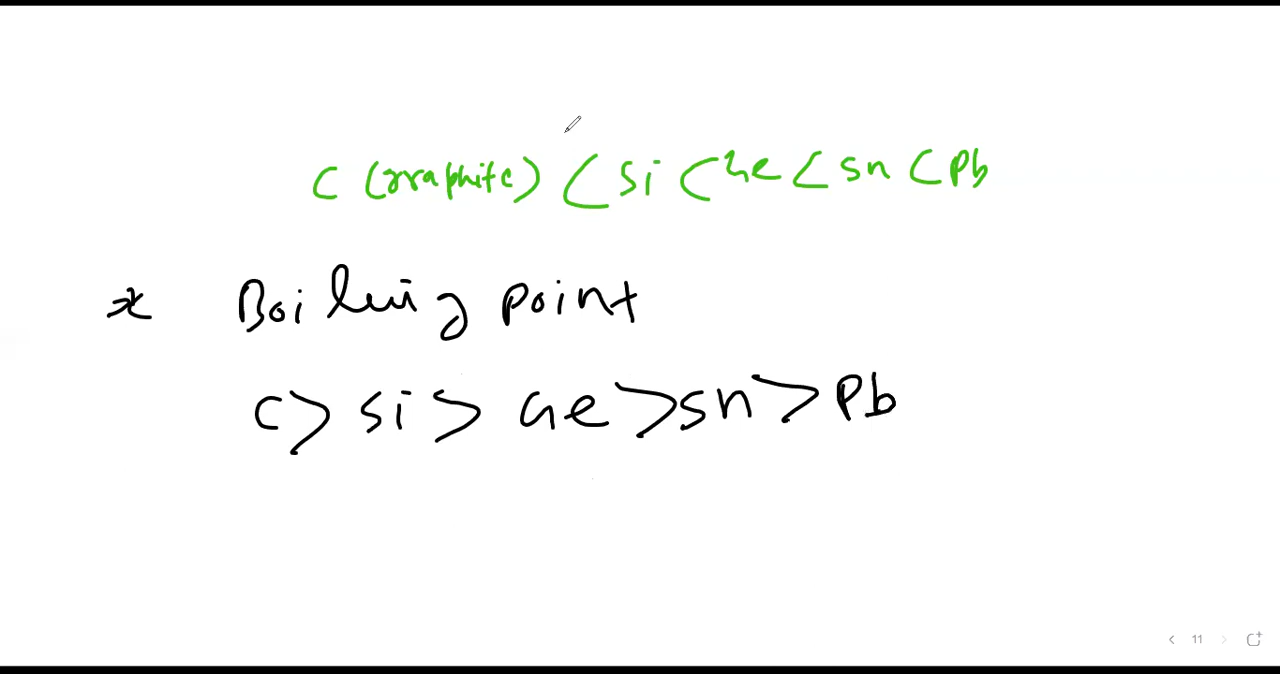 C (graphite) < Si < Ge < Sn < Pb
* Boiling point
C > Si > Ge > Sn > Pb
< 11 >